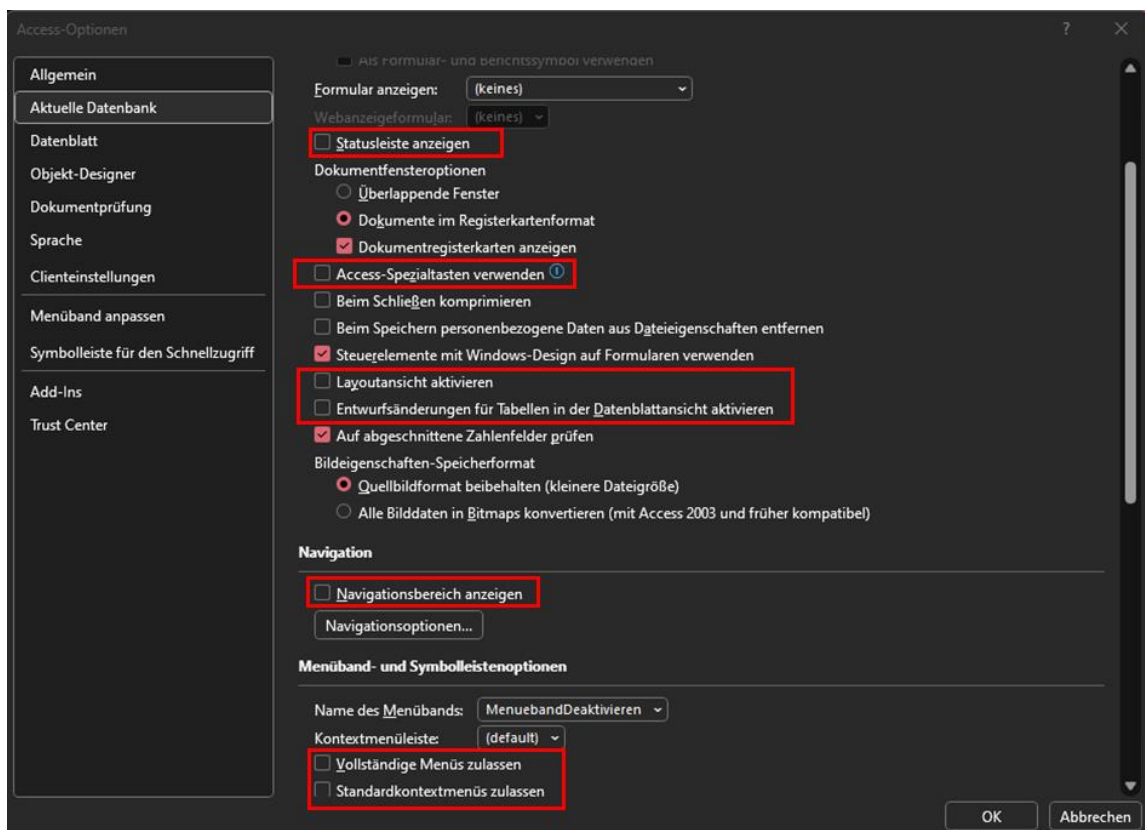 Access-Optionen
?
Allgemein
Aktuelle Datenbank
Datenblatt
Objekt-Designer
Dokumentprüfung
Sprache
Clienteinstellungen
Menüband anpassen
Symbolleiste für den Schnellzugriff
Add-Ins
Trust Center
Als Formular- und Berichtssymbol verwenden
Formular anzeigen: (keines)
Webanzeigeformular: (keines)
Statusleiste anzeigen
Dokumentfensteroptionen
Überlappende Fenster
Dokumente im Registerkartenformat
Dokumentregisterkarten anzeigen
Access-Spezialtasten verwenden
Beim Schließen komprimieren
Beim Speichern personenbezogene Daten aus Dateieigenschaften entfernen
Steuerelemente mit Windows-Design auf Formularen verwenden
Layoutansicht aktivieren
Entwurfsänderungen für Tabellen in der Datenblattansicht aktivieren
Auf abgeschnittene Zahlenfelder prüfen
Bildeigenschaften-Speicherformat
Quellbildformat beibehalten (kleinere Dateigröße)
Alle Bilddaten in Bitmaps konvertieren (mit Access 2003 und früher kompatibel)
Navigation
Navigationsbereich anzeigen
Navigationsoptionen...
Menüband- und Symbolleistenoptionen
Name des Menübands: MenuebandDeaktivieren
Kontextmenüleiste: (default)
Vollständige Menüs zulassen
Standardkontextmenüs zulassen
OK
Abbrechen